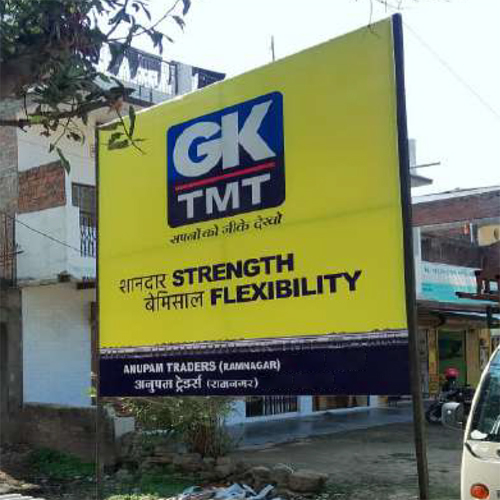 GK
TMT
सपनों को जीके देखो
शानदार STRENGTH
बेमिसाल FLEXIBILITY
ANUPAM TRADERS (RAMNAGAR)
अनुपम ट्रेडर्स (रामनगर)